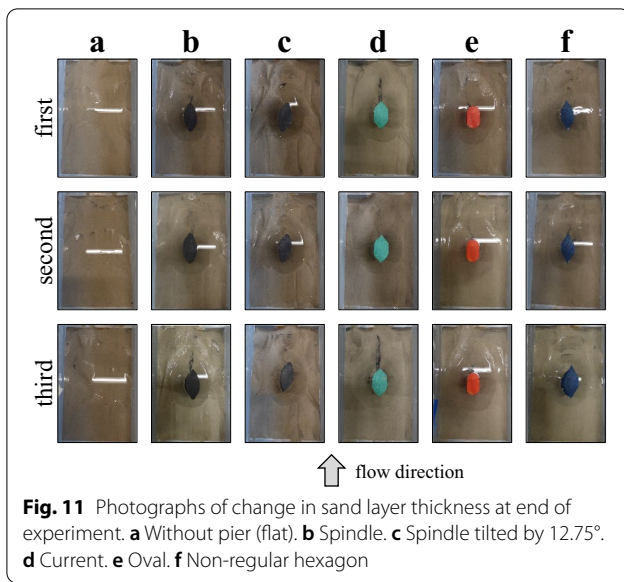 a b c d e f
first
second
third
flow direction
Fig. 11 Photographs of change in sand layer thickness at end of
experiment. a Without pier (flat). b Spindle. c Spindle tilted by 12.75°.
d Current. e Oval. f Non-regular hexagon